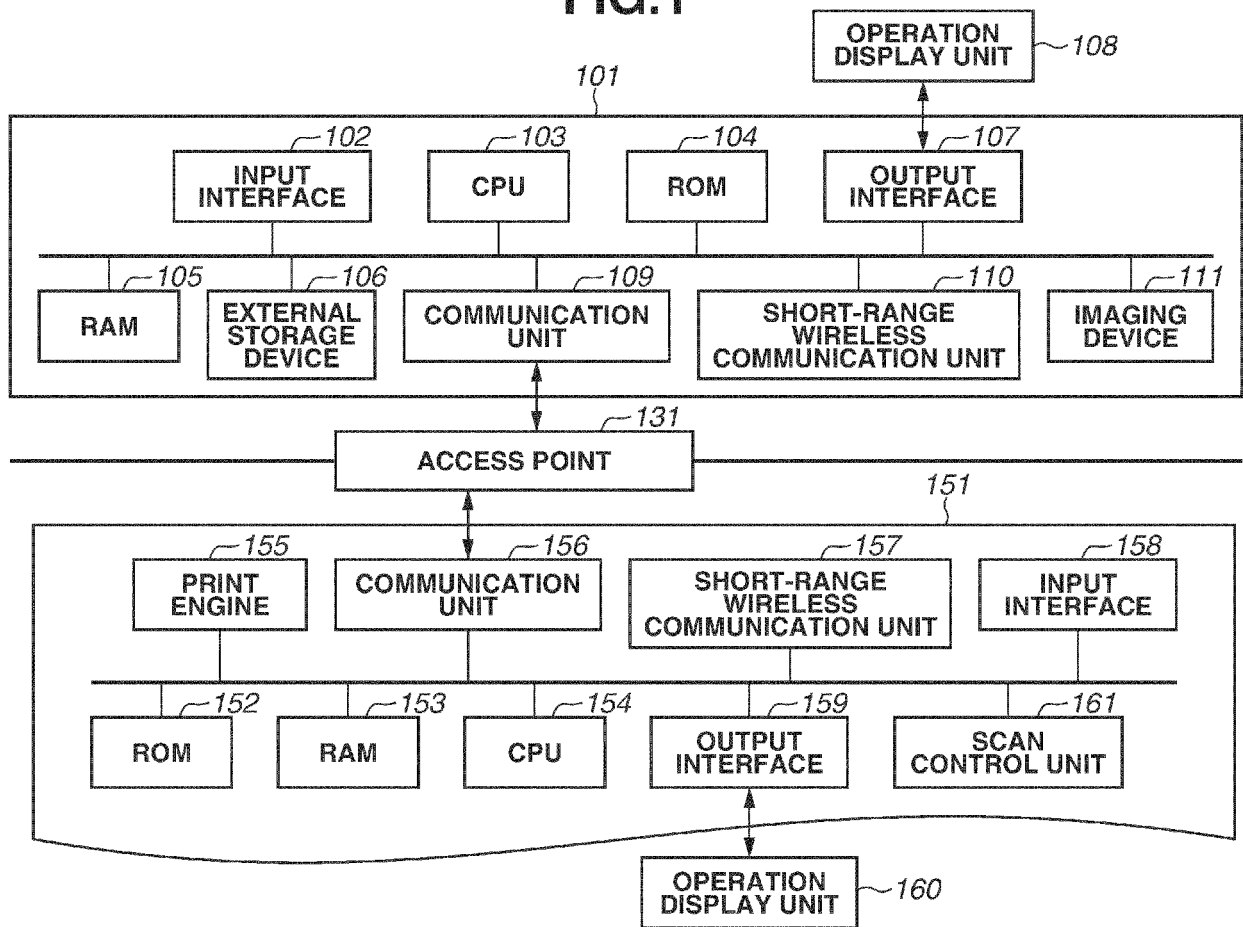 FIG.1
OPERATION
DISPLAY UNIT
108
101
102
103
104
107
INPUT
INTERFACE
CPU
ROM
OUTPUT
INTERFACE
105
106
109
110
111
RAM
EXTERNAL
STORAGE
DEVICE
COMMUNICATION
UNIT
SHORT-RANGE
WIRELESS
COMMUNICATION UNIT
IMAGING
DEVICE
131
ACCESS POINT
151
155
156
157
158
PRINT
ENGINE
COMMUNICATION
UNIT
SHORT-RANGE
WIRELESS
COMMUNICATION UNIT
INPUT
INTERFACE
152
153
154
159
161
ROM
RAM
CPU
OUTPUT
INTERFACE
SCAN
CONTROL UNIT
OPERATION
DISPLAY UNIT
160